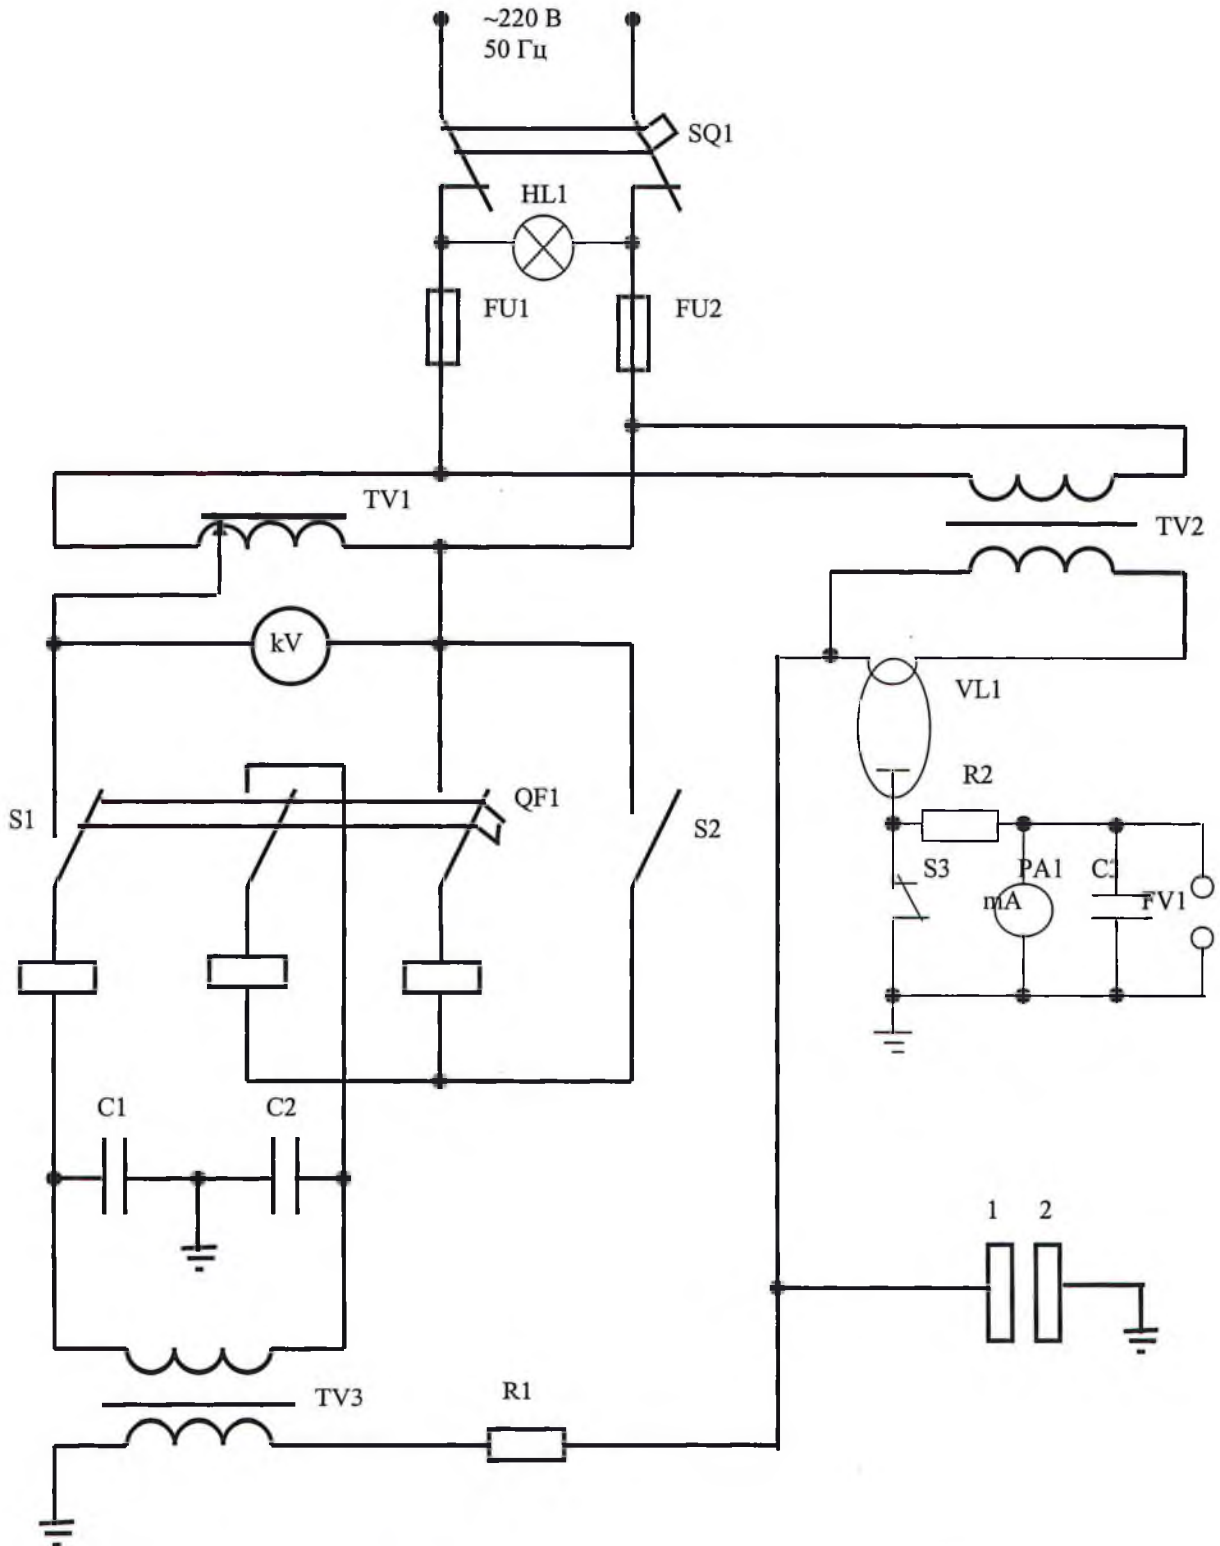 ~220 В
50 Гц
SQ1
HL1
FU1
FU2
TV1
TV2
kV
VL1
R2
S1
QF1
S2
S3
PA1
mA
FV1
C1
C2
1
2
TV3
R1